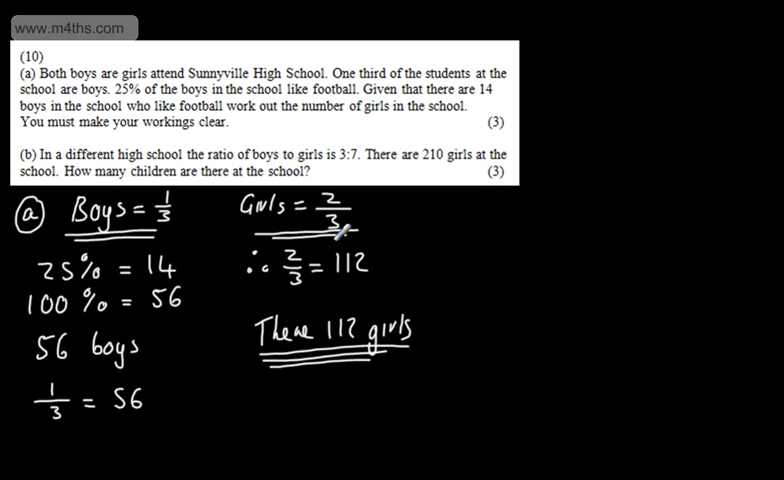 www.m4ths.com
(10)
(a) Both boys are girls attend Sunnyville High School. One third of the students at the
school are boys. 25% of the boys in the school like football. Given that there are 14
boys in the school who like football work out the number of girls in the school.
You must make your workings clear. (3)
(b) In a different high school the ratio of boys to girls is 3:7. There are 210 girls at the
school. How many children are there at the school? (3)
(a) Boys = 1/3 Girls = 2/3
25% = 14 ∴ 2/3 = 112
100% = 56
There 112 girls
56 boys
1/3 = 56